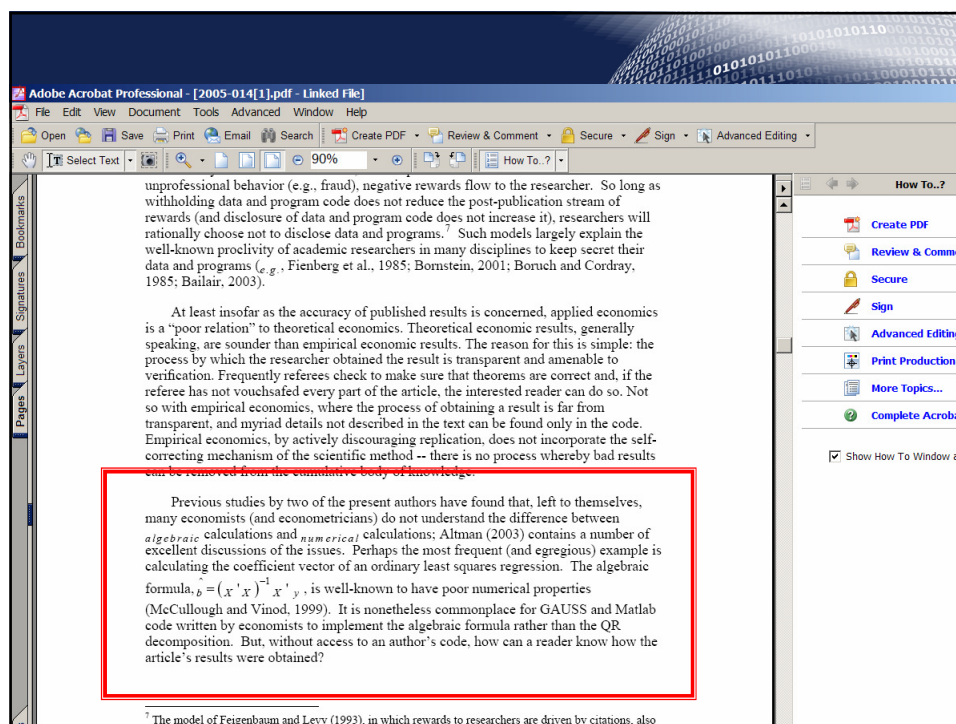 Adobe Acrobat Professional - [2005-014[1].pdf - Linked File]
File Edit View Document Tools Advanced Window Help
Open Save Print Email Search Create PDF Review & Comment Secure Sign Advanced Editing
Select Text 90% How To..?
Bookmarks
Signatures
Layers
Pages
unprofessional behavior (e.g., fraud), negative rewards flow to the researcher. So long as
withholding data and program code does not reduce the post-publication stream of
rewards (and disclosure of data and program code does not increase it), researchers will
rationally choose not to disclose data and programs.7 Such models largely explain the
well-known proclivity of academic researchers in many disciplines to keep secret their
data and programs (e.g., Fienberg et al., 1985; Bornstein, 2001; Boruch and Cordray,
1985; Bailair, 2003).
At least insofar as the accuracy of published results is concerned, applied economics
is a “poor relation” to theoretical economics. Theoretical economic results, generally
speaking, are sounder than empirical economic results. The reason for this is simple: the
process by which the researcher obtained the result is transparent and amenable to
verification. Frequently referees check to make sure that theorems are correct and, if the
referee has not vouchsafed every part of the article, the interested reader can do so. Not
so with empirical economics, where the process of obtaining a result is far from
transparent, and myriad details not described in the text can be found only in the code.
Empirical economics, by actively discouraging replication, does not incorporate the self-
correcting mechanism of the scientific method -- there is no process whereby bad results
can be removed from the cumulative body of knowledge.
Previous studies by two of the present authors have found that, left to themselves,
many economists (and econometricians) do not understand the difference between
algebraic calculations and numerical calculations; Altman (2003) contains a number of
excellent discussions of the issues. Perhaps the most frequent (and egregious) example is
calculating the coefficient vector of an ordinary least squares regression. The algebraic
formula, b̂ = (x'x)⁻¹ x'y, is well-known to have poor numerical properties
(McCullough and Vinod, 1999). It is nonetheless commonplace for GAUSS and Matlab
code written by economists to implement the algebraic formula rather than the QR
decomposition. But, without access to an author's code, how can a reader know how the
article's results were obtained?
7 The model of Feigenbaum and Levy (1993), in which rewards to researchers are driven by citations, also
How To..?
Create PDF
Review & Comme
Secure
Sign
Advanced Editing
Print Production
More Topics...
Complete Acroba
Show How To Window a